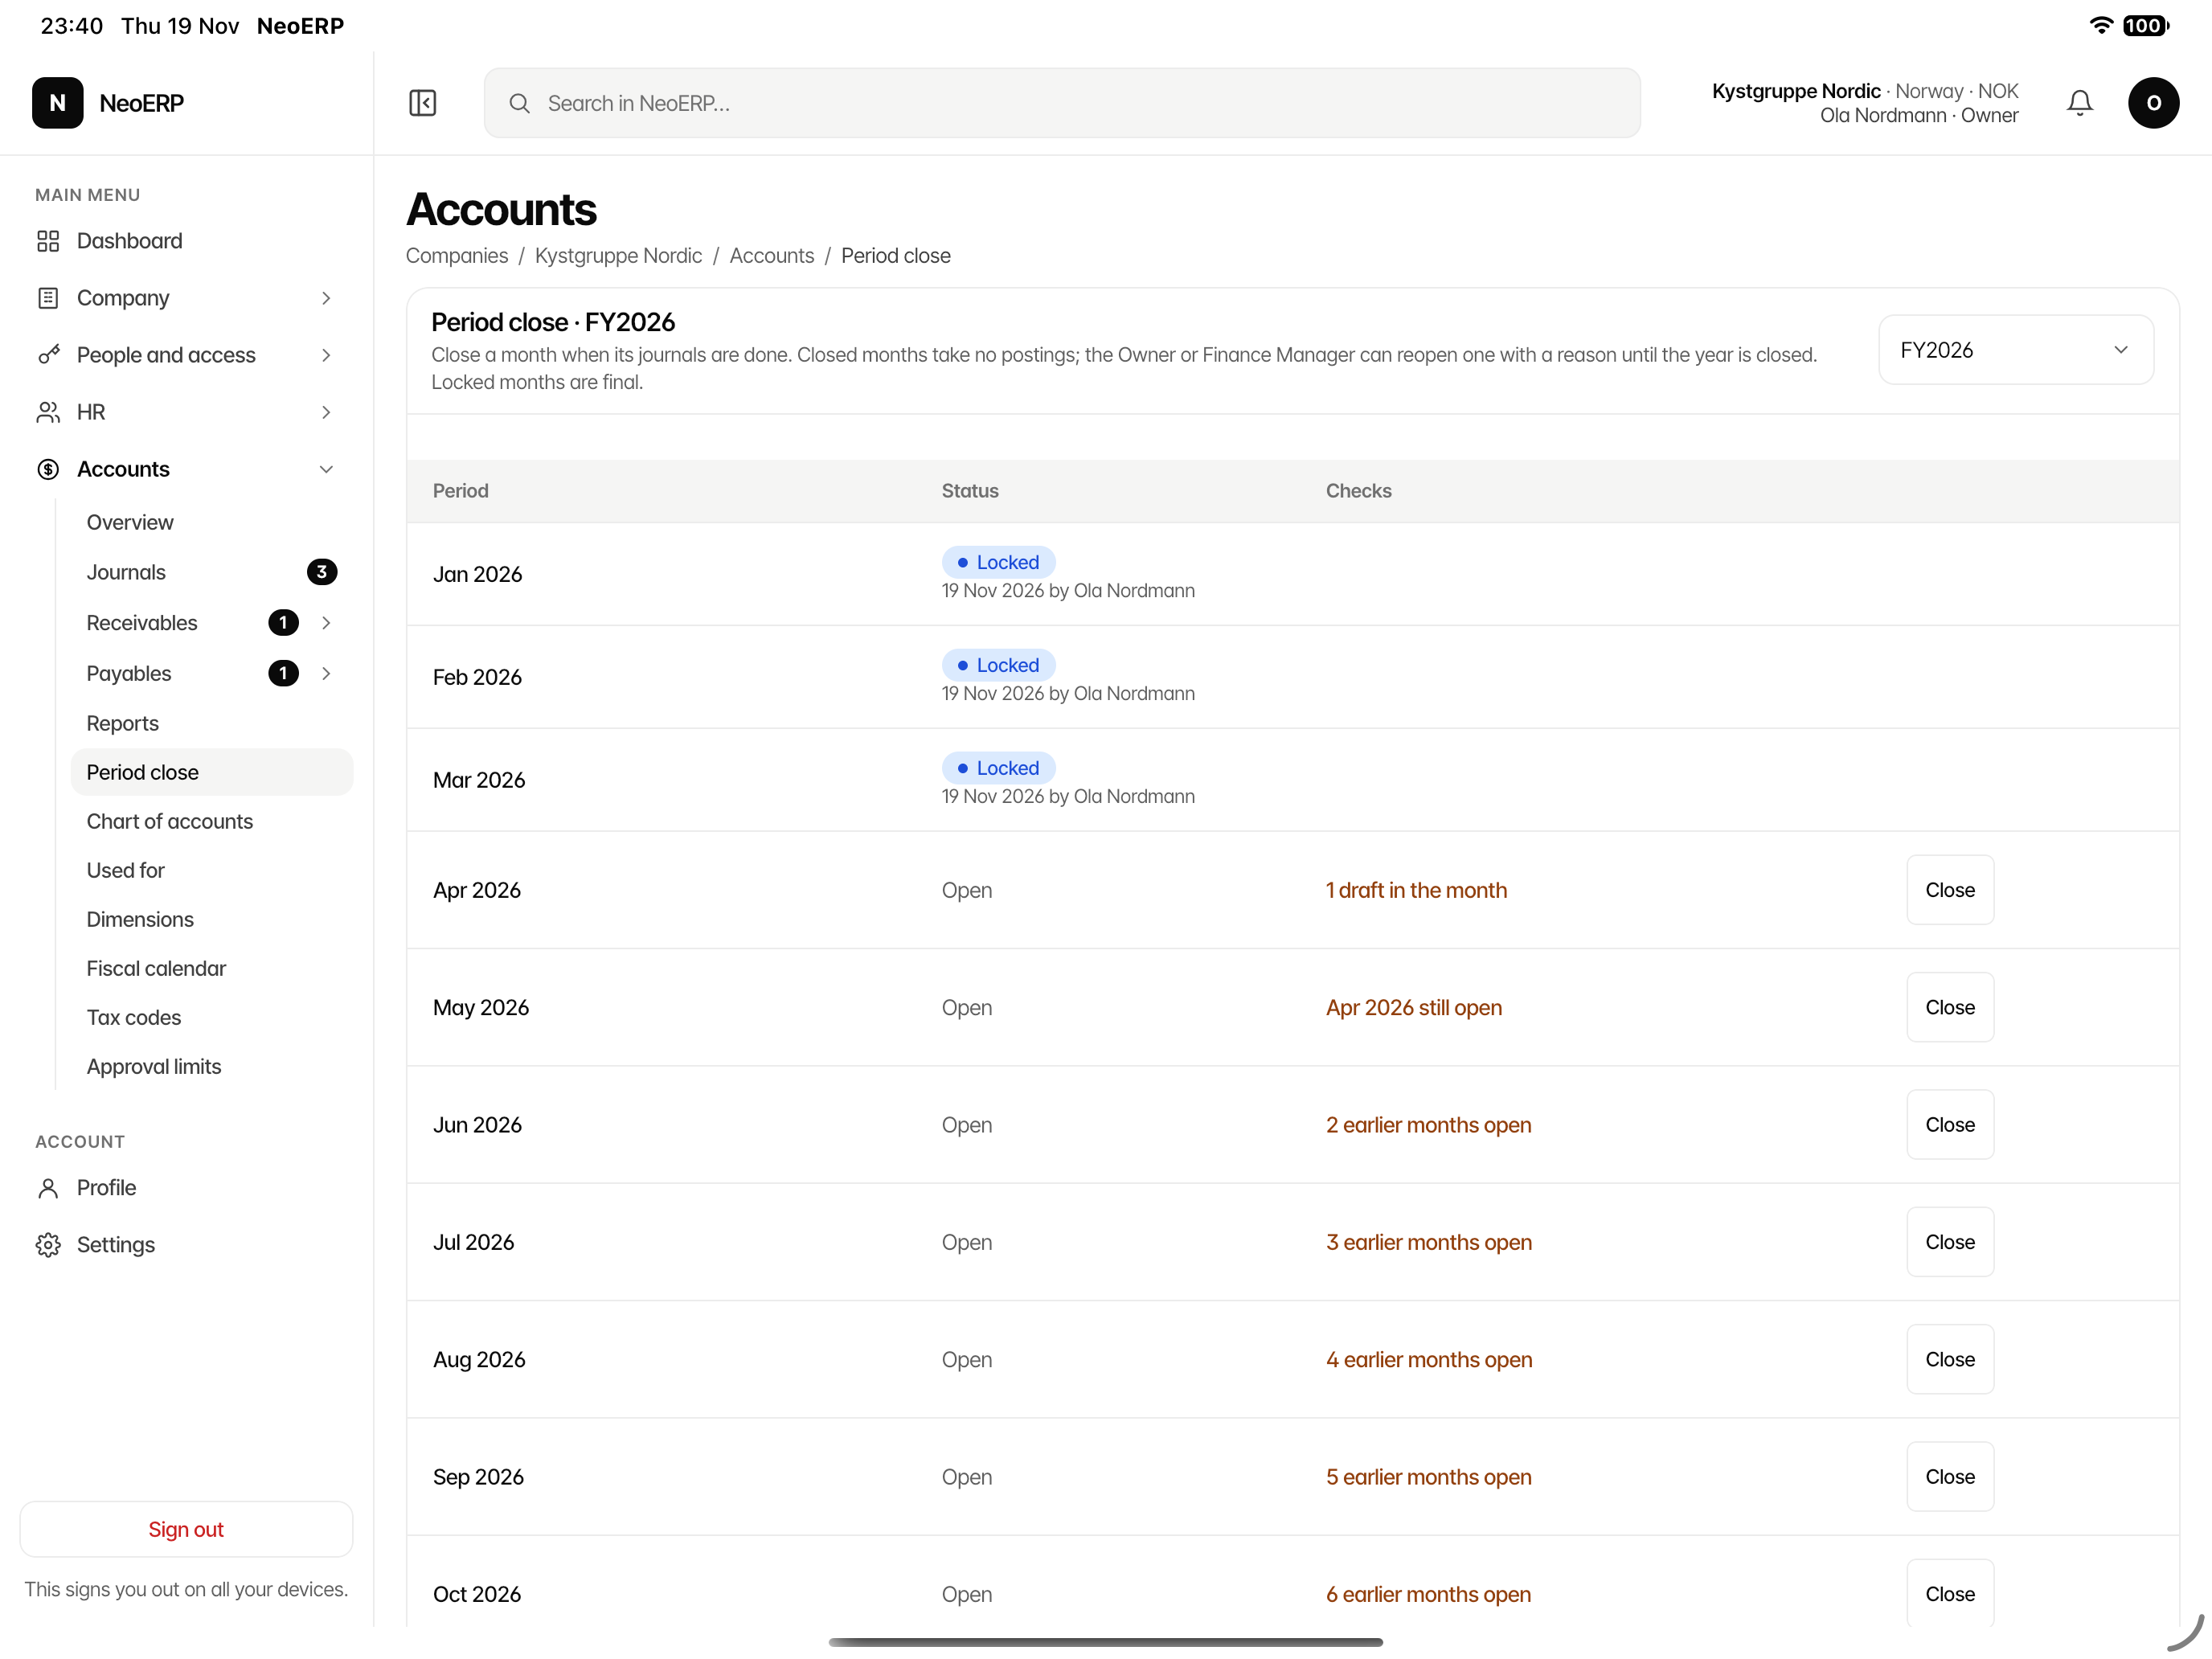 23:40 Thu 19 Nov NeoERP
100
N NeoERP
Search in NeoERP...
Kystgruppe Nordic · Norway · NOK
Ola Nordmann · Owner
O
MAIN MENU
Dashboard
Company
People and access
HR
Accounts
Overview
Journals 3
Receivables 1
Payables 1
Reports
Period close
Chart of accounts
Used for
Dimensions
Fiscal calendar
Tax codes
Approval limits
ACCOUNT
Profile
Settings
Sign out
This signs you out on all your devices.
Accounts
Companies / Kystgruppe Nordic / Accounts / Period close
Period close · FY2026
Close a month when its journals are done. Closed months take no postings; the Owner or Finance Manager can reopen one with a reason until the year is closed.
Locked months are final.
FY2026
Period Status Checks
Jan 2026 Locked
19 Nov 2026 by Ola Nordmann
Feb 2026 Locked
19 Nov 2026 by Ola Nordmann
Mar 2026 Locked
19 Nov 2026 by Ola Nordmann
Apr 2026 Open 1 draft in the month Close
May 2026 Open Apr 2026 still open Close
Jun 2026 Open 2 earlier months open Close
Jul 2026 Open 3 earlier months open Close
Aug 2026 Open 4 earlier months open Close
Sep 2026 Open 5 earlier months open Close
Oct 2026 Open 6 earlier months open Close